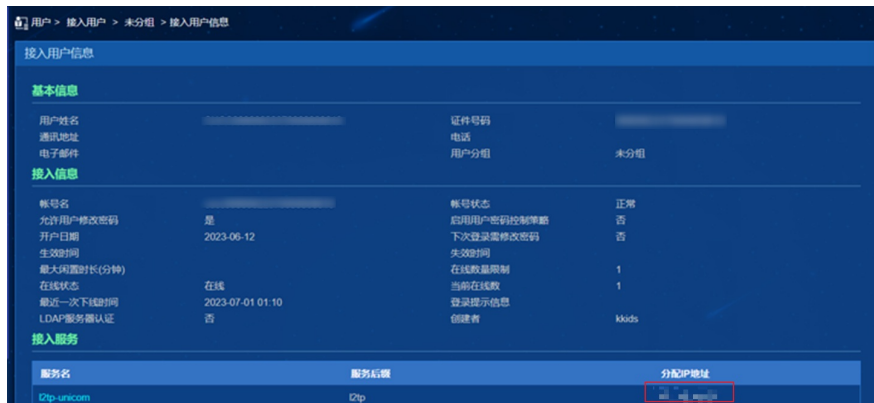 用户 > 接入用户 > 未分组 > 接入用户信息
接入用户信息
基本信息
用户姓名 证件号码
通讯地址 电话
电子邮件 用户分组 未分组
接入信息
帐号名 帐号状态 正常
允许用户修改密码 是 启用用户密码控制策略 否
开户日期 2023-06-12 下次登录需修改密码 否
生效时间 失效时间
最大闲置时长(分钟) 在线数量限制 1
在线状态 在线 当前在线数 1
最近一次下线时间 2023-07-01 01:10 登录提示信息
LDAP服务器认证 否 创建者 kkids
接入服务
服务名 服务后缀 分配IP地址
l2tp-unicom l2tp